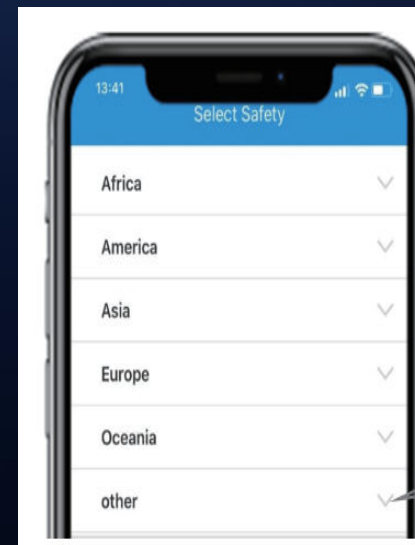 13:41
Select Safety
Africa
America
Asia
Europe
Oceania
other